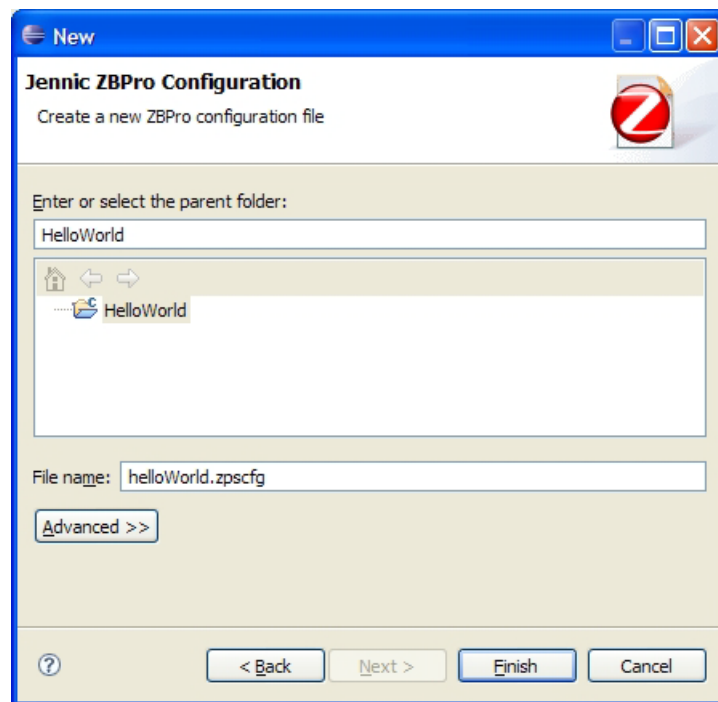 New
Jennic ZBPro Configuration
Create a new ZBPro configuration file
Enter or select the parent folder:
HelloWorld
HelloWorld
File name: helloWorld.zpscfg
Advanced >>
< Back Next > Finish Cancel